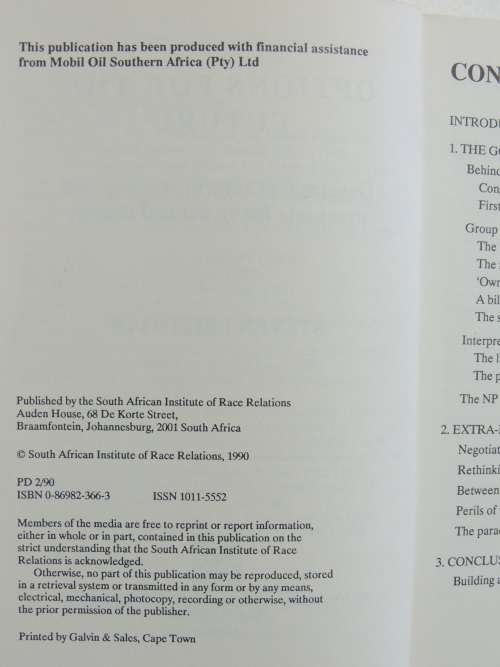 This publication has been produced with financial assistance
from Mobil Oil Southern Africa (Pty) Ltd
Published by the South African Institute of Race Relations
Auden House, 68 De Korte Street,
Braamfontein, Johannesburg, 2001 South Africa
© South African Institute of Race Relations, 1990
PD 2/90
ISBN 0-86982-366-3 ISSN 1011-5552
Members of the media are free to reprint or report information,
either in whole or in part, contained in this publication on the
strict understanding that the South African Institute of Race
Relations is acknowledged.
Otherwise, no part of this publication may be reproduced, stored
in a retrieval system or transmitted in any form or by any means,
electrical, mechanical, photocopy, recording or otherwise, without
the prior permission of the publisher.
Printed by Galvin & Sales, Cape Town
CON
INTRODU
1. THE GO
Behind
Con
First
Group
The
The
'Own
A bil
The s
Interpre
The l
The p
The NP
2. EXTRA-
Negotiat
Rethinki
Between
Perils of
The para
3. CONCLUS
Building a